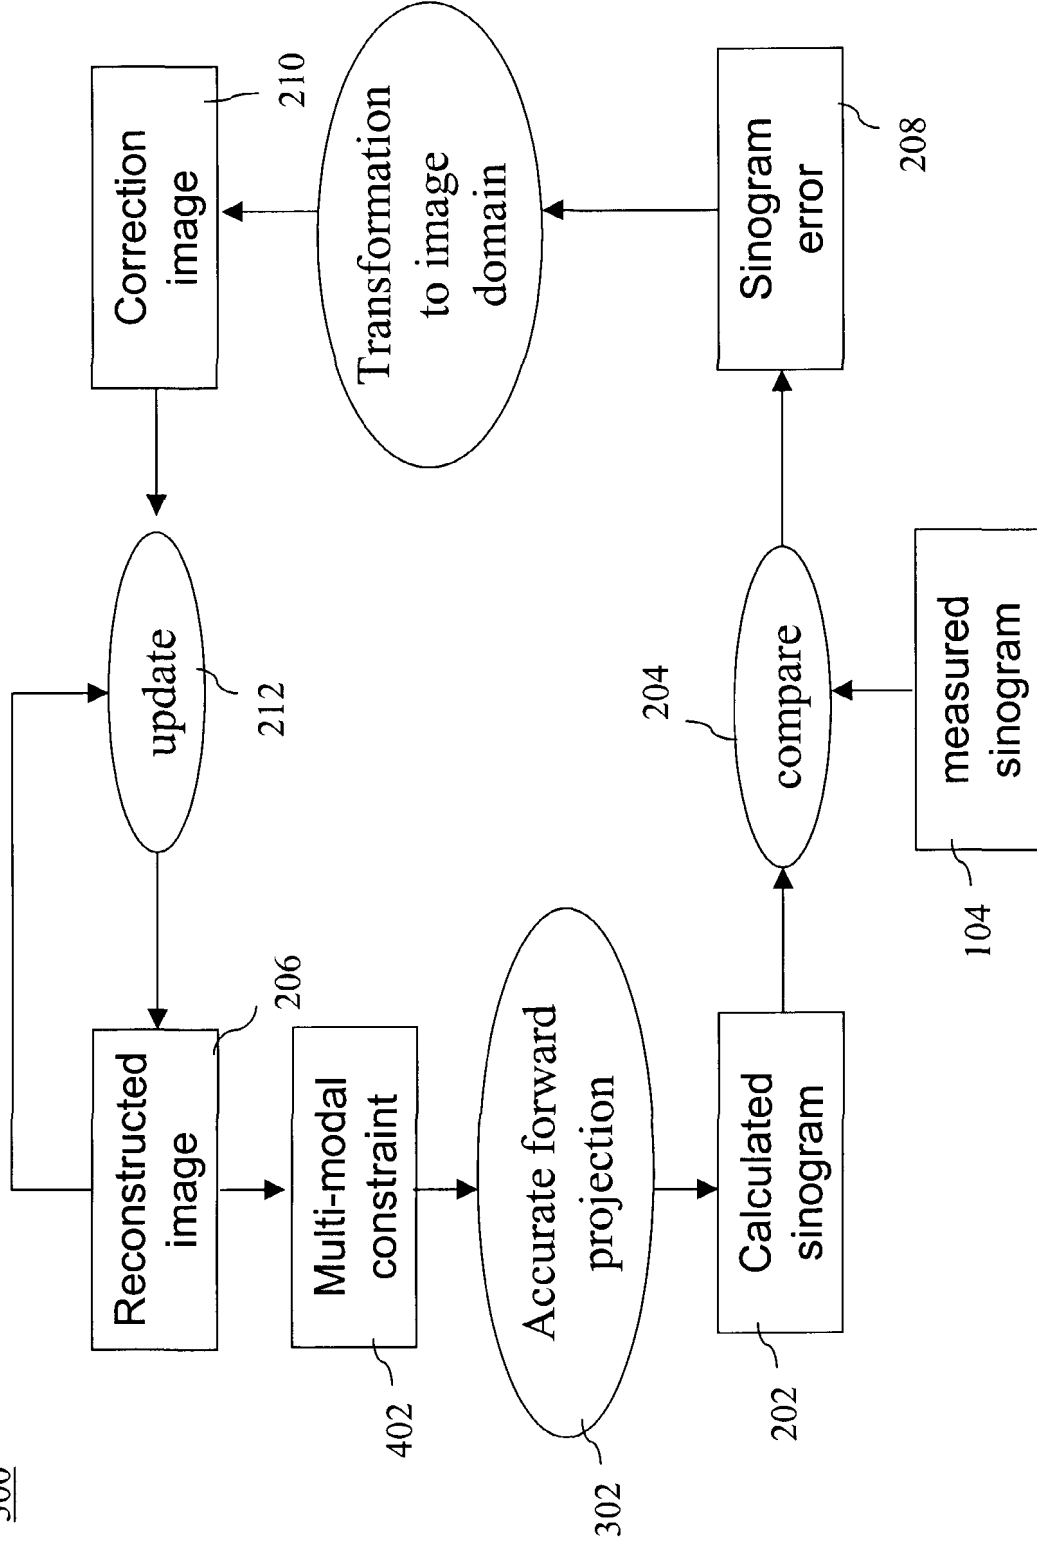 Reconstructed
image
206
update
212
Correction
image
210
Multi-modal
constraint
402
Transformation
to image
domain
Accurate forward
projection
302
Calculated
sinogram
202
204
compare
Sinogram
error
208
measured
sinogram
104